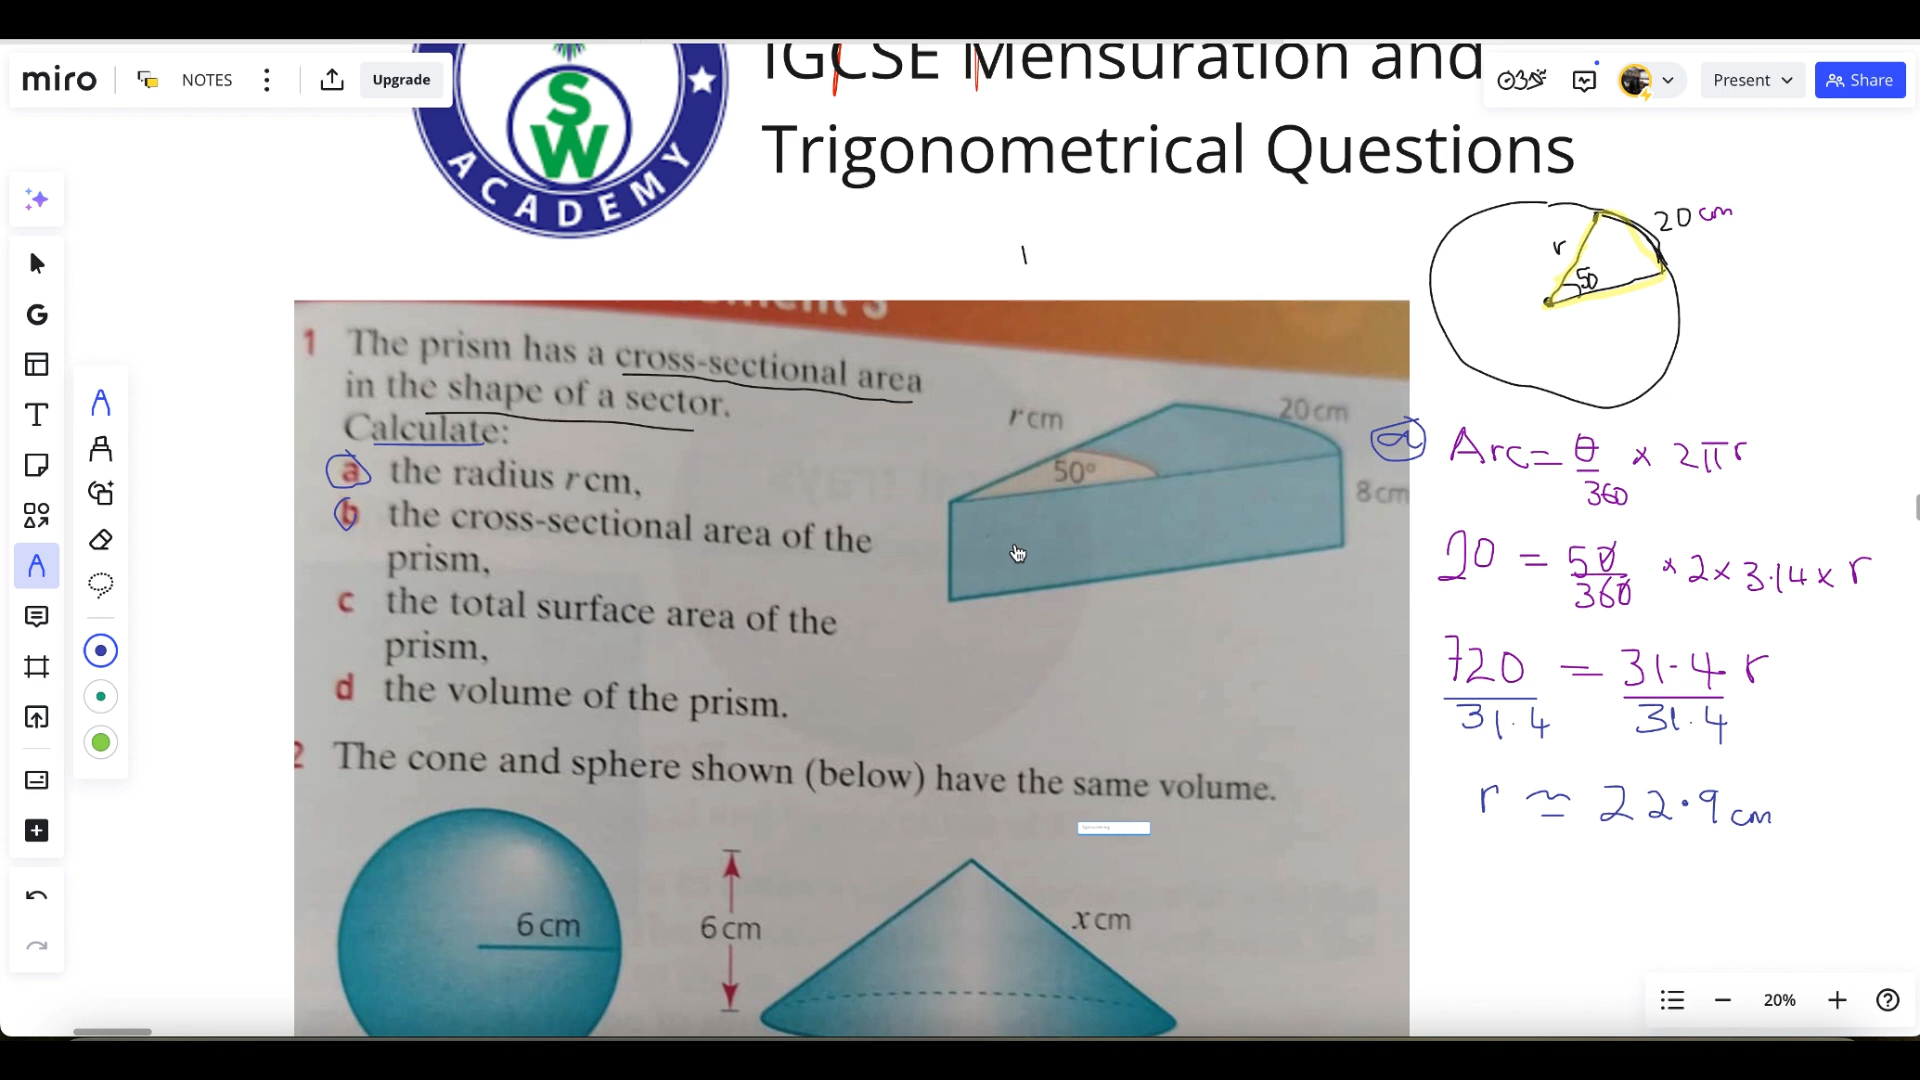 IGCSE Mensuration and
Trigonometrical Questions
miro
NOTES
Upgrade
Present
Share
S
W
ACADEMY
20 cm
r
50
1 The prism has a cross-sectional area
in the shape of a sector.
Calculate:
a the radius r cm,
b the cross-sectional area of the
prism,
c the total surface area of the
prism,
d the volume of the prism.
r cm
20 cm
50°
8 cm
2 The cone and sphere shown (below) have the same volume.
6 cm
6 cm
x cm
a
Arc = θ/360 × 2πr
20 = 50/360 × 2 × 3.14 × r
720/31.4 = 31.4 r/31.4
r ≃ 22.9 cm
20%